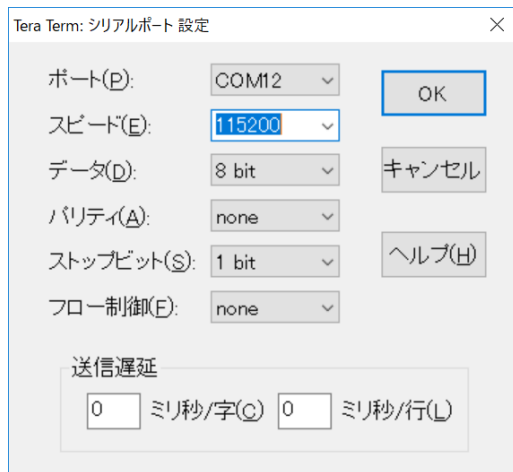 Tera Term: シリアルポート 設定
ポート(P): COM12
OK
スピード(E): 115200
データ(D): 8 bit
キャンセル
パリティ(A): none
ストップビット(S): 1 bit
ヘルプ(H)
フロー制御(F): none
送信遅延
0 ミリ秒/字(C) 0 ミリ秒/行(L)